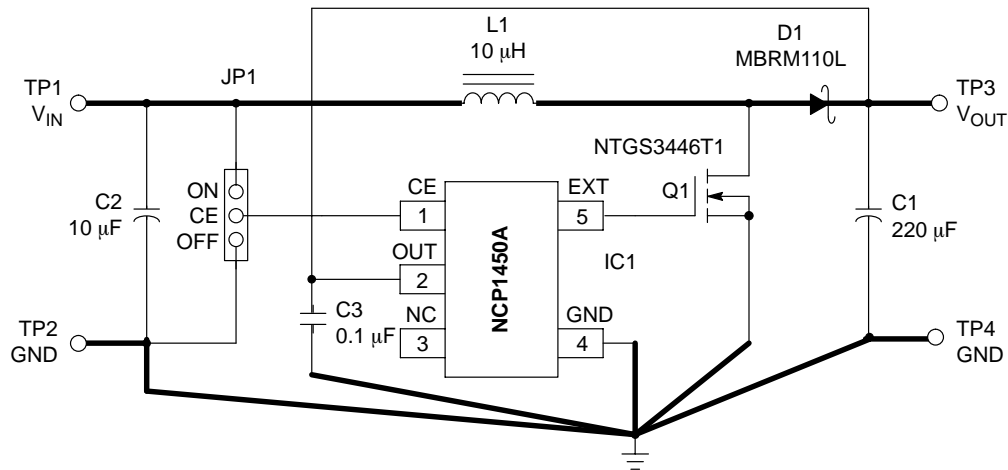 L1
10 μH
D1
MBRM110L
TP1
V_IN
JP1
TP3
V_OUT
NTGS3446T1
C2
10 μF
ON
CE
OFF
CE
1
EXT
5
Q1
C1
220 μF
OUT
2
NCP1450A
IC1
TP2
GND
C3
0.1 μF
NC
3
GND
4
TP4
GND